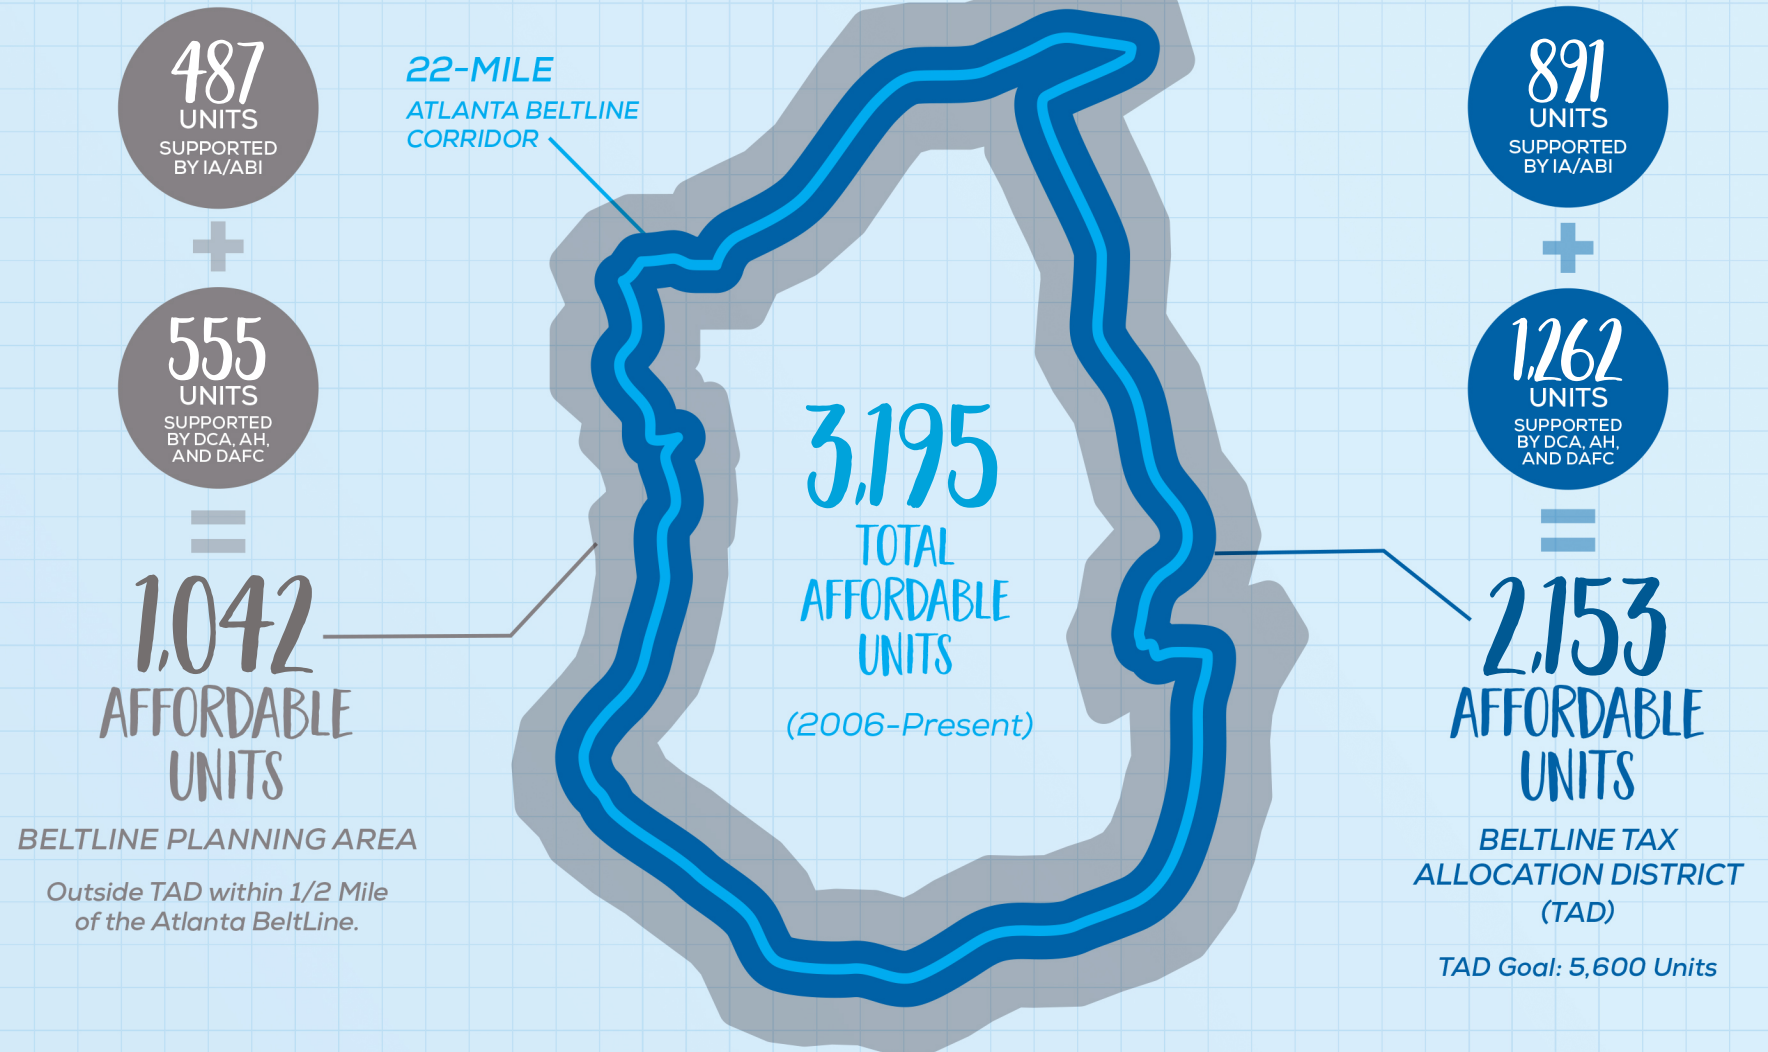 487
UNITS
SUPPORTED
BY IA/ABI
+
555
UNITS
SUPPORTED
BY DCA, AH,
AND DAFC
=
1,042
AFFORDABLE
UNITS
BELTLINE PLANNING AREA
Outside TAD within 1/2 Mile
of the Atlanta BeltLine.
22-MILE
ATLANTA BELTLINE
CORRIDOR
3,195
TOTAL
AFFORDABLE
UNITS
(2006-Present)
891
UNITS
SUPPORTED
BY IA/ABI
+
1,262
UNITS
SUPPORTED
BY DCA, AH,
AND DAFC
=
2,153
AFFORDABLE
UNITS
BELTLINE TAX
ALLOCATION DISTRICT
(TAD)
TAD Goal: 5,600 Units